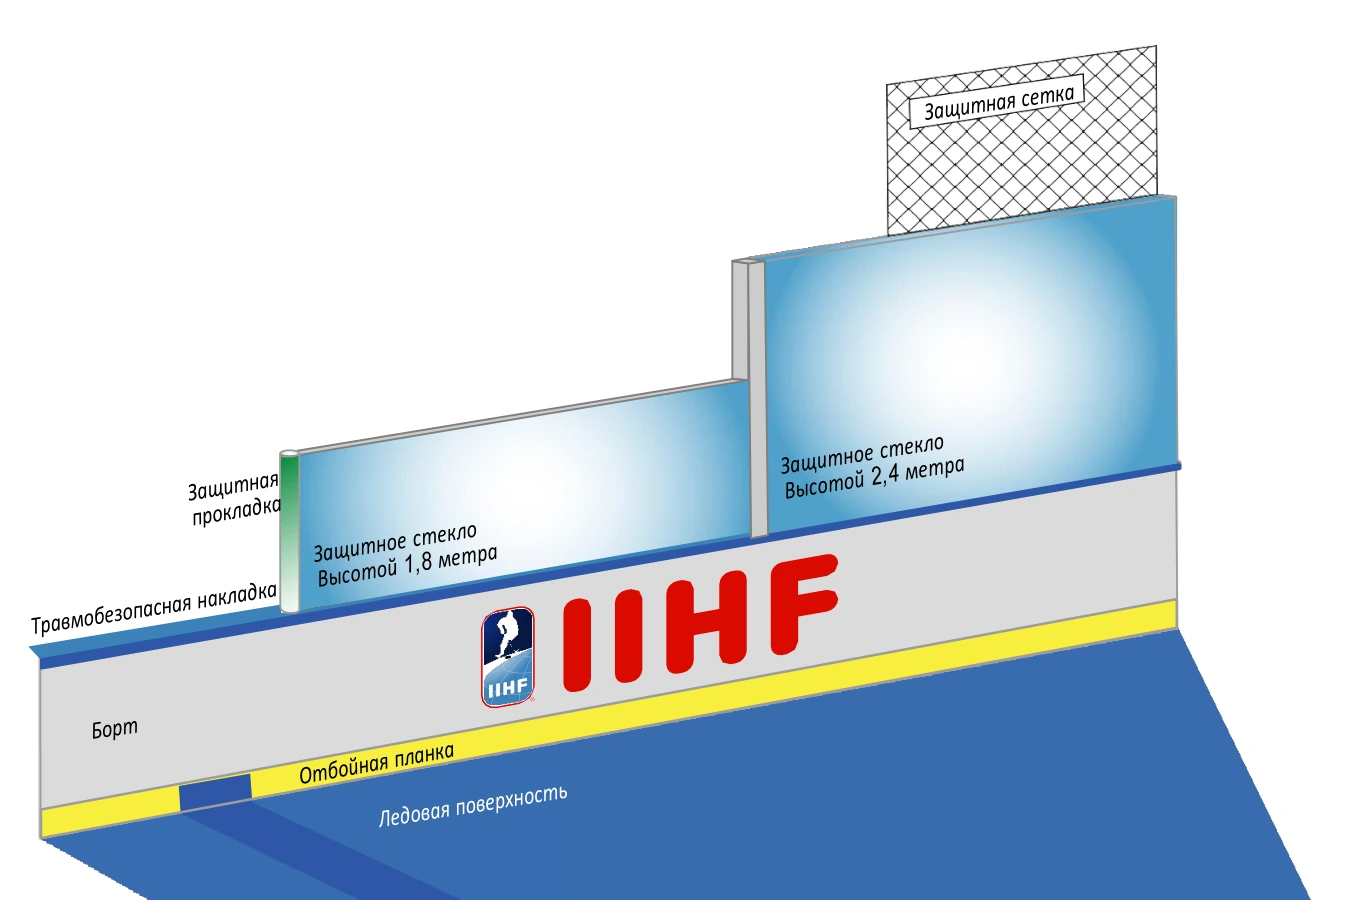 Защитная сетка
Защитное стекло
Высотой 2,4 метра
Защитная
прокладка
Защитное стекло
Высотой 1,8 метра
Травмобезопасная накладка
IIHF
IIHF
Борт
Отбойная планка
Ледовая поверхность